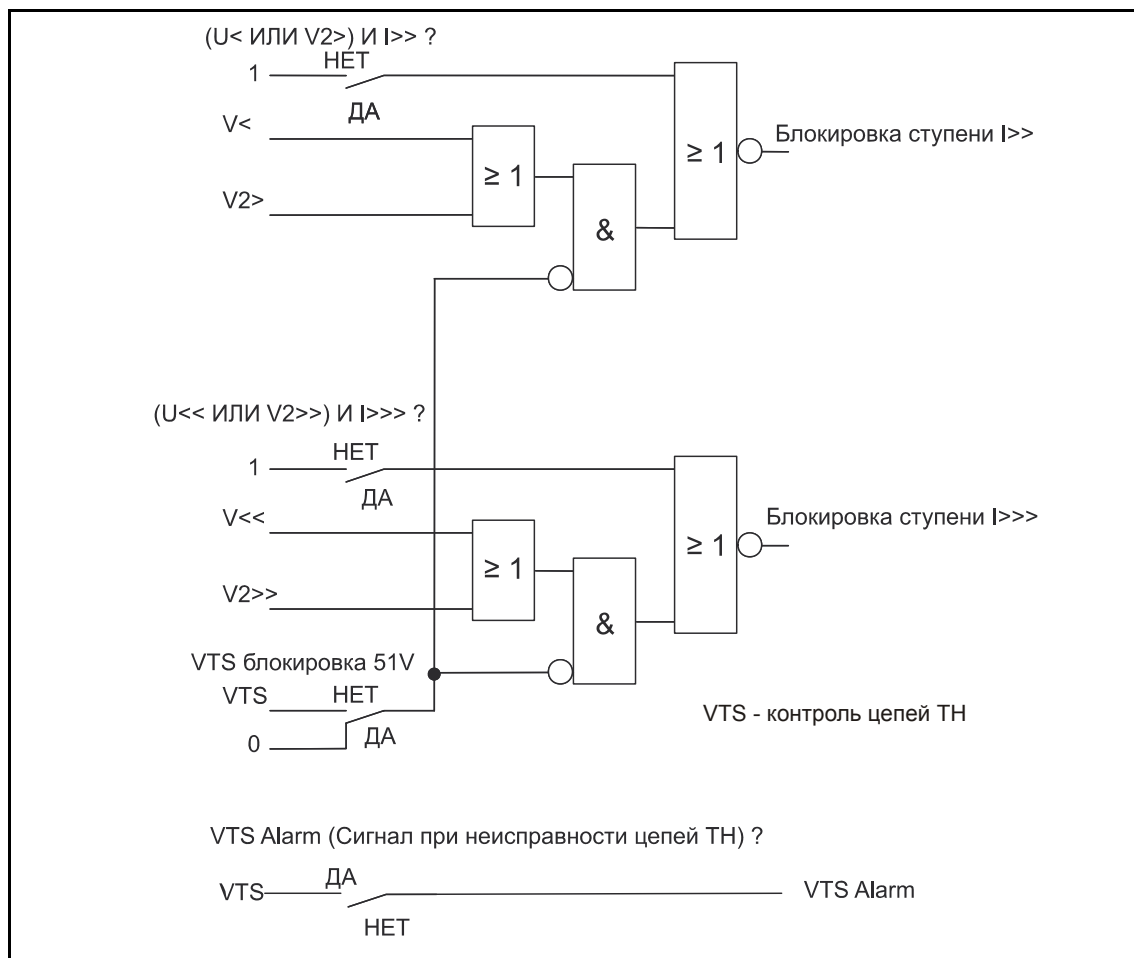 (U< ИЛИ V2>) И I>> ?
НЕТ
1
ДА
V<
≥ 1
≥ 1
Блокировка ступени I>>
V2>
&
(U<< ИЛИ V2>>) И I>>> ?
НЕТ
1
ДА
V<<
≥ 1
≥ 1
Блокировка ступени I>>>
V2>>
&
VTS блокировка 51V
VTS
НЕТ
VTS - контроль цепей ТН
0
ДА
VTS Alarm (Сигнал при неисправности цепей ТН) ?
ДА
VTS
VTS Alarm
НЕТ